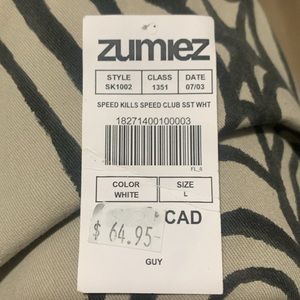 zumiez
STYLE CLASS DATE
SK1002 1351 07/03
SPEED KILLS SPEED CLUB SST WHT
18271400100003
FL_R
COLOR SIZE
WHITE L
$ 64.95- CAD
GUY